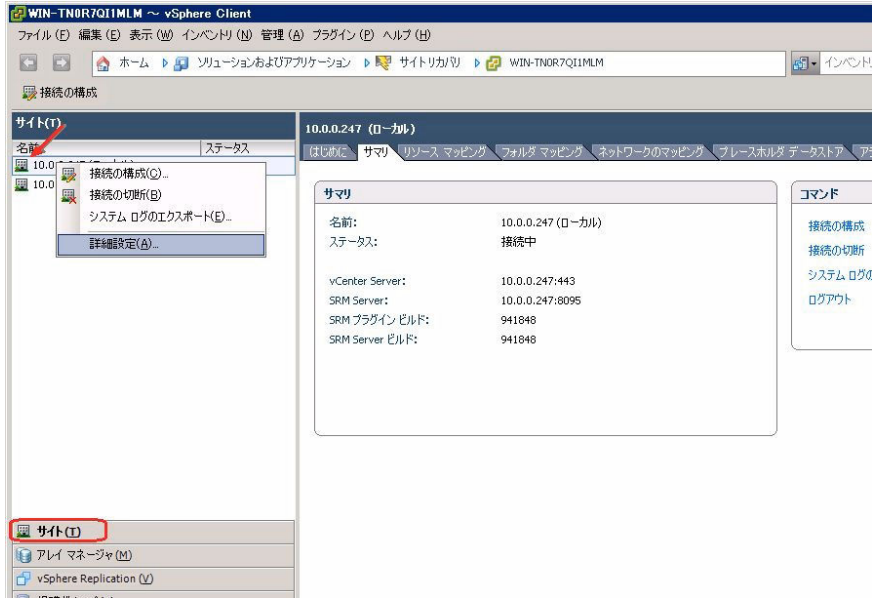 WIN-TN0R7QI1MLM ～ vSphere Client
ファイル(F) 編集(E) 表示(W) インベントリ(N) 管理(A) プラグイン(P) ヘルプ(H)
ホーム ソリューションおよびアプリケーション サイトリカバリ WIN-TN0R7QI1MLM
接続の構成
サイト(T)
10.0.0.247 (ローカル)
名前 ステータス
はじめに サマリ リソース マッピング フォルダ マッピング ネットワークのマッピング プレースホルダ データストア
接続の構成(C)...
接続の切断(B)
システム ログのエクスポート(E)...
詳細設定(A)...
サマリ
名前: 10.0.0.247 (ローカル)
ステータス: 接続中
vCenter Server: 10.0.0.247:443
SRM Server: 10.0.0.247:8095
SRM プラグイン ビルド: 941848
SRM Server ビルド: 941848
コマンド
接続の構成
接続の切断
システム ログの
ログアウト
サイト(T)
アレイ マネージャ(M)
vSphere Replication (V)